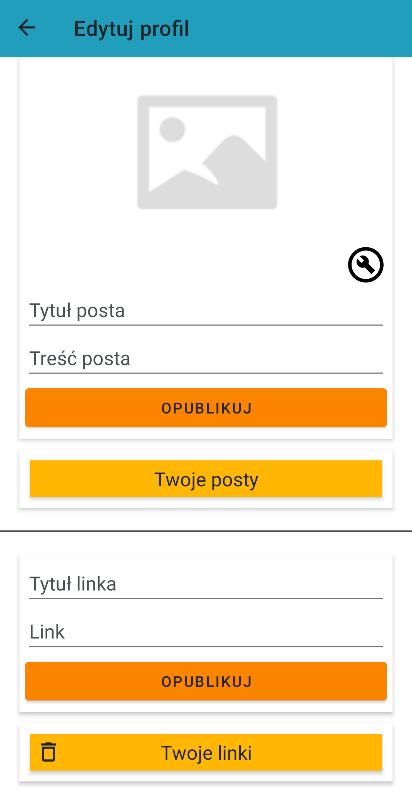 Edytuj profil
Tytuł posta
Treść posta
OPUBLIKUJ
Twoje posty
Tytuł linka
Link
OPUBLIKUJ
Twoje linki